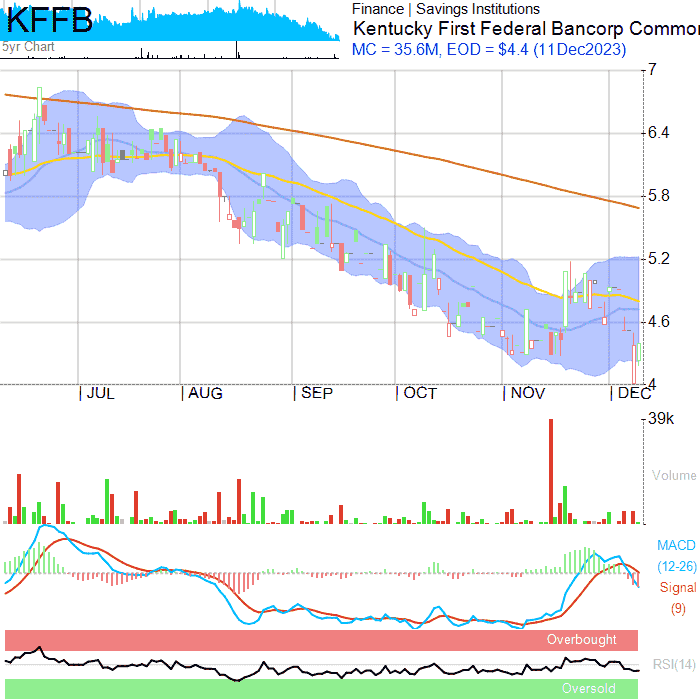 KFFB
5yr Chart
Finance | Savings Institutions
Kentucky First Federal Bancorp Common
MC = 35.6M, EOD = $4.4 (11Dec2023)
7
6.4
5.8
5.2
4.6
4
|JUL |AUG |SEP |OCT |NOV |DEC
39k
Volume
MACD
(12-26)
Signal
(9)
Overbought
RSI(14)
Oversold